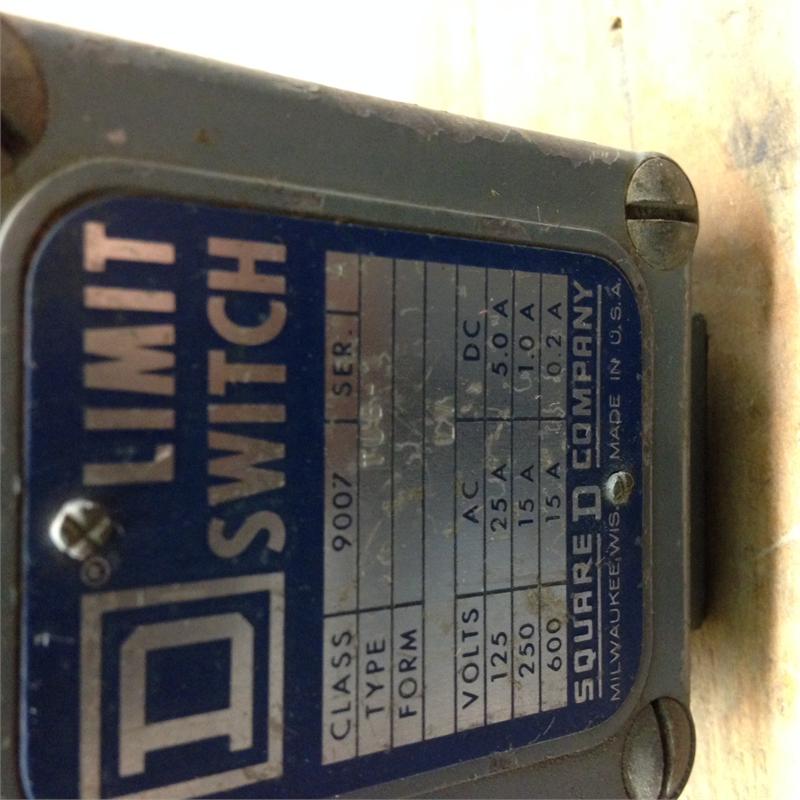 D
®
LIMIT
SWITCH
CLASS 9007 SER.
TYPE
FORM
VOLTS AC DC
125 25 A 5.0 A
250 15 A 1.0 A
600 15 A 0.2 A
SQUARE D COMPANY
MILWAUKEE, WIS. MADE IN U.S.A.